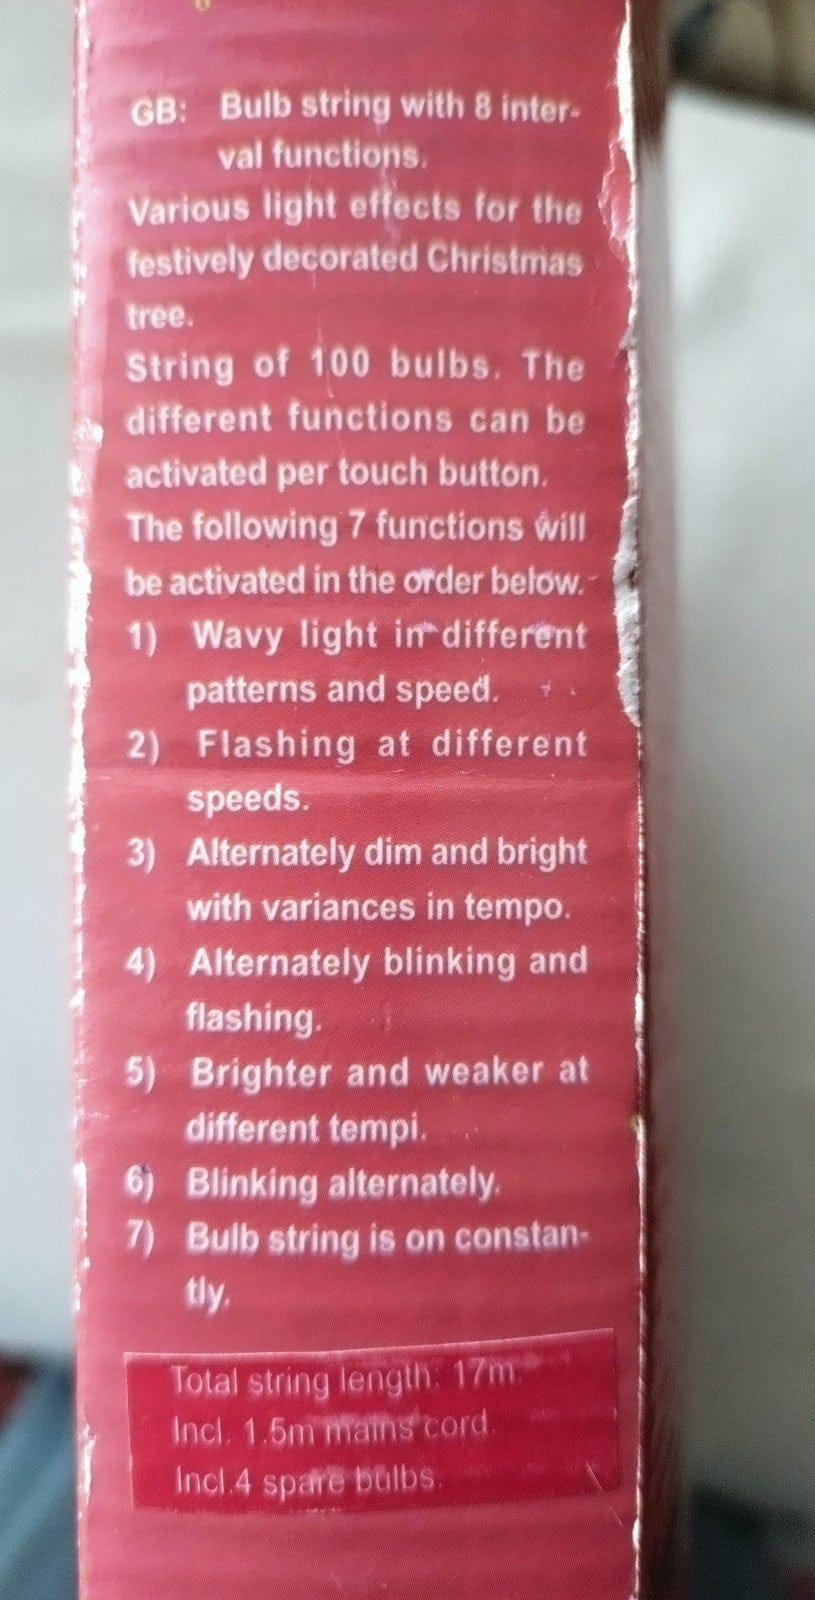 GB: Bulb string with 8 inter-
val functions.
Various light effects for the
festively decorated Christmas
tree.
String of 100 bulbs. The
different functions can be
activated per touch button.
The following 7 functions will
be activated in the order below.
1) Wavy light in different
patterns and speed.
2) Flashing at different
speeds.
3) Alternately dim and bright
with variances in tempo.
4) Alternately blinking and
flashing.
5) Brighter and weaker at
different tempi.
6) Blinking alternately.
7) Bulb string is on constan-
tly.
Total string length: 17m.
Incl. 1.5m mains cord.
Incl.4 spare bulbs.